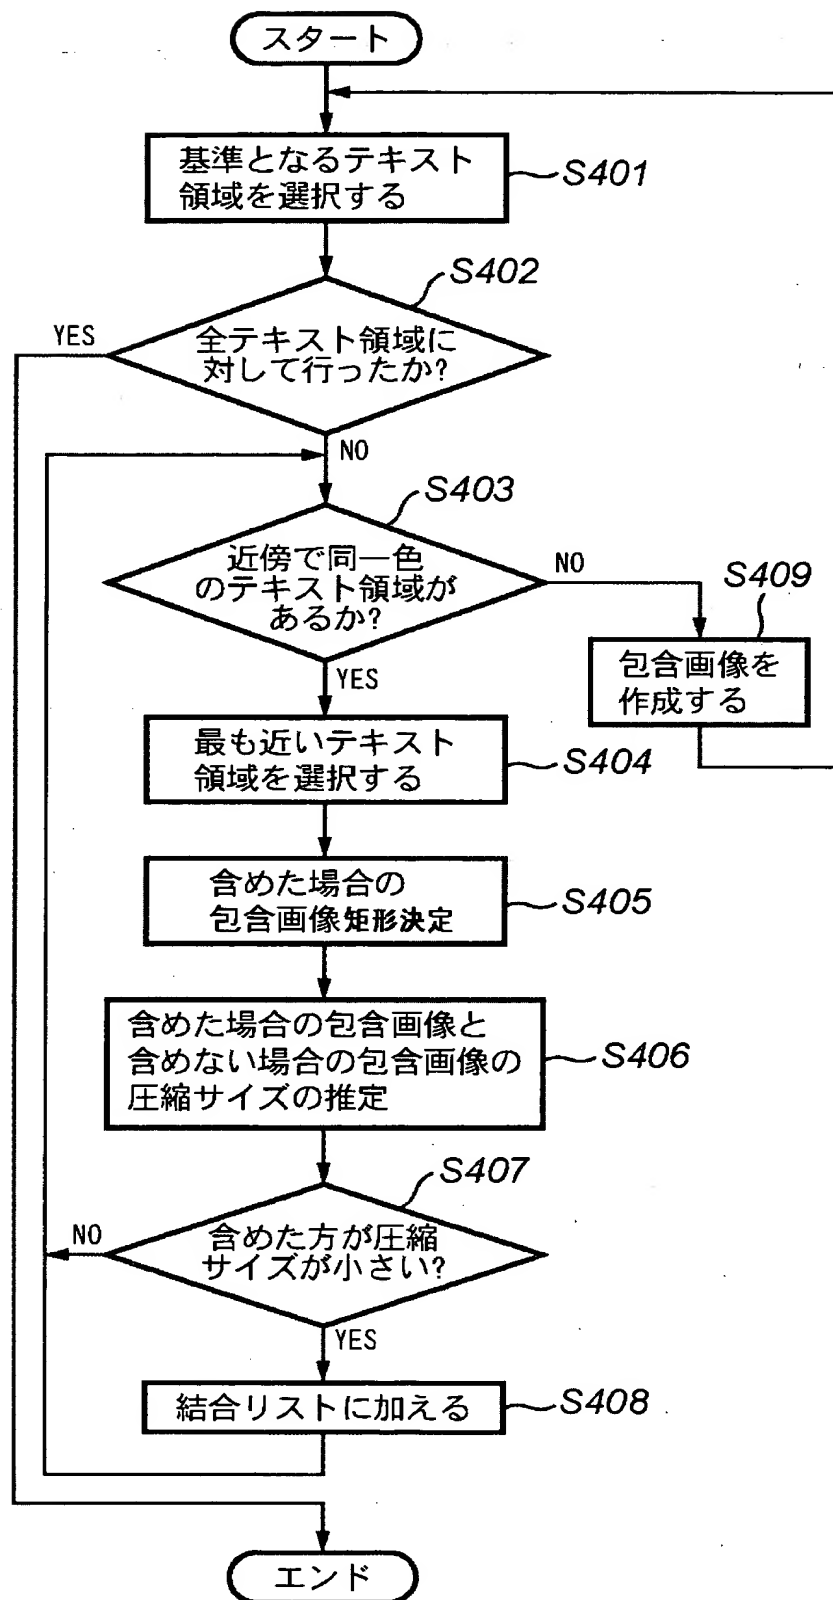 スタート
基準となるテキスト
領域を選択する
S401
S402
YES
全テキスト領域に
対して行ったか?
NO
S403
近傍で同一色
のテキスト領域が
あるか?
NO
S409
包含画像を
作成する
YES
最も近いテキスト
領域を選択する
S404
含めた場合の
包含画像矩形決定
S405
含めた場合の包含画像と
含めない場合の包含画像の
圧縮サイズの推定
S406
S407
NO
含めた方が圧縮
サイズが小さい?
YES
結合リストに加える
S408
エンド